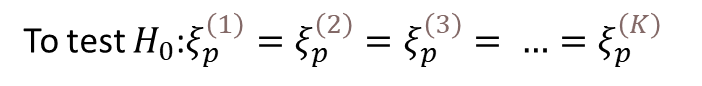 To test H₀:ξₚ⁽¹⁾ = ξₚ⁽²⁾ = ξₚ⁽³⁾ = ... = ξₚ⁽ᴷ⁾